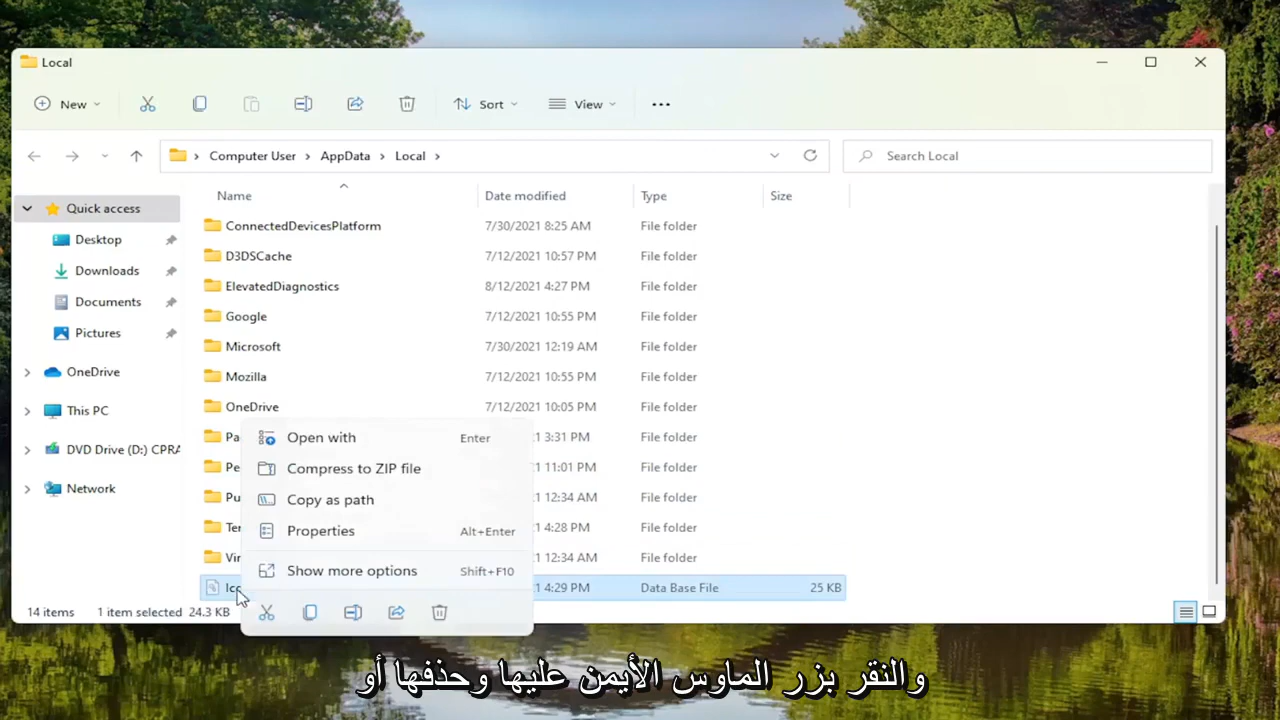 Local
New
Sort
View
Computer User
AppData
Local
Search Local
Name
Date modified
Type
Size
Quick access
Desktop
Downloads
Documents
Pictures
OneDrive
This PC
DVD Drive (D:) CPRA
Network
ConnectedDevicesPlatform 7/30/2021 8:25 AM File folder
D3DSCache 7/12/2021 10:57 PM File folder
ElevatedDiagnostics 8/12/2021 4:27 PM File folder
Google 7/12/2021 10:55 PM File folder
Microsoft 7/30/2021 12:19 AM File folder
Mozilla 7/12/2021 10:55 PM File folder
OneDrive 7/12/2021 10:05 PM File folder
Pa 1 3:31 PM File folder
Pe 11:01 PM File folder
Pu 12:34 AM File folder
Te 1 4:28 PM File folder
Vir 12:34 AM File folder
Ico 1 4:29 PM Data Base File 25 KB
Open with Enter
Compress to ZIP file
Copy as path
Properties Alt+Enter
Show more options Shift+F10
14 items 1 item selected 24.3 KB
والنقر بزر الماوس الأيمن عليها وحذفها أو